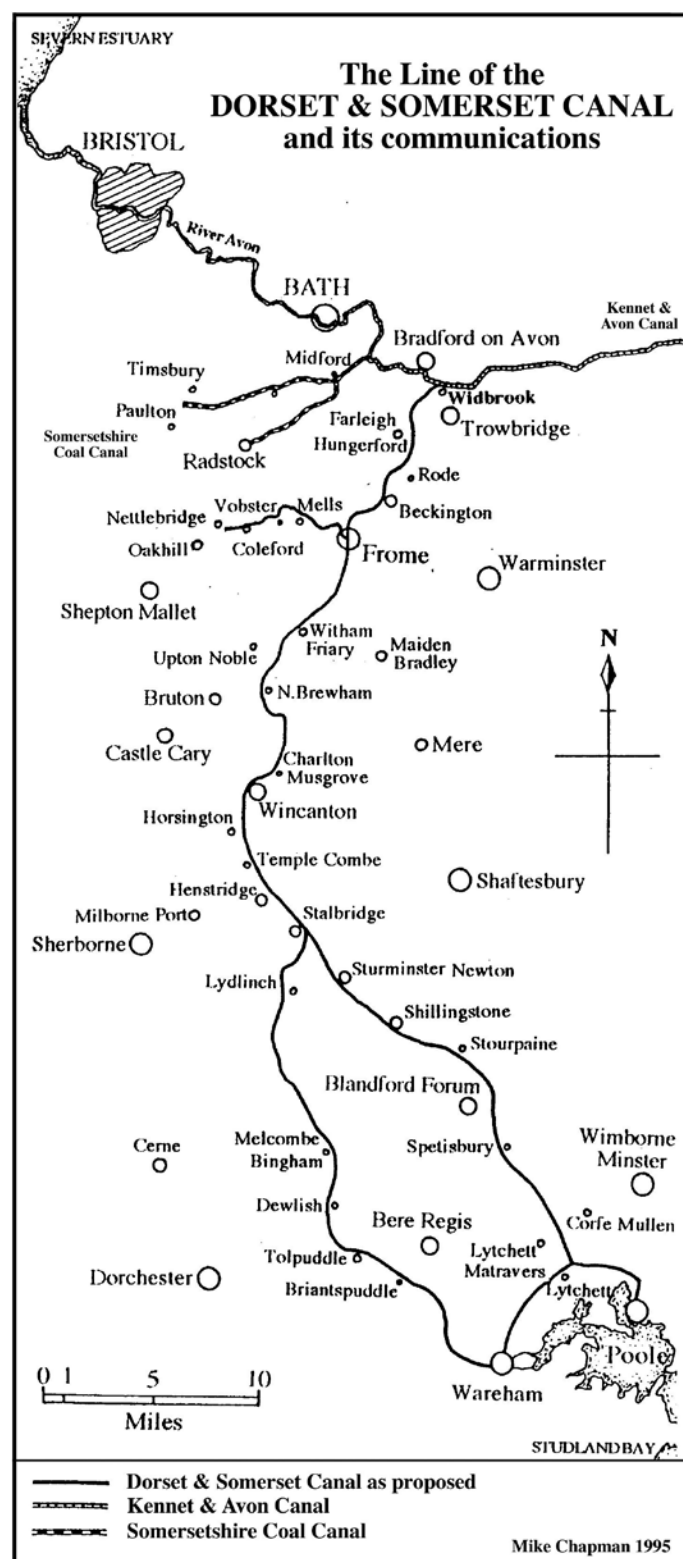 SEVERN ESTUARY
The Line of the
DORSET & SOMERSET CANAL
and its communications
BRISTOL
River Avon
BATH
Kennet &
Avon Canal
Bradford on Avon
Midford
Timsbury
Widbrook
Paulton
Farleigh
Hungerford
Trowbridge
Somersetshire
Coal Canal
Radstock
Rode
Vobster
Mells
Beckington
Nettlebridge
Coleford
Oakhill
Frome
Warminster
Shepton Mallet
Witham
Friary
Maiden
Bradley
N
Upton Noble
N.Brewham
Bruton
Castle Cary
Mere
Charlton
Musgrove
Wincanton
Horsington
Temple Combe
Shaftesbury
Henstridge
Milborne Port
Stalbridge
Sherborne
Sturminster Newton
Lydlinch
Shillingstone
Stourpaine
Blandford Forum
Cerne
Melcombe
Bingham
Spetisbury
Wimborne
Minster
Dewlish
Corfe Mullen
Bere Regis
Lytchett
Matravers
Tolpuddle
Dorchester
Briantspuddle
Lytchett
Poole
0 1 5 10
Miles
Wareham
STUDLAND BAY
Dorset & Somerset Canal as proposed
Kennet & Avon Canal
Somersetshire Coal Canal
Mike Chapman 1995